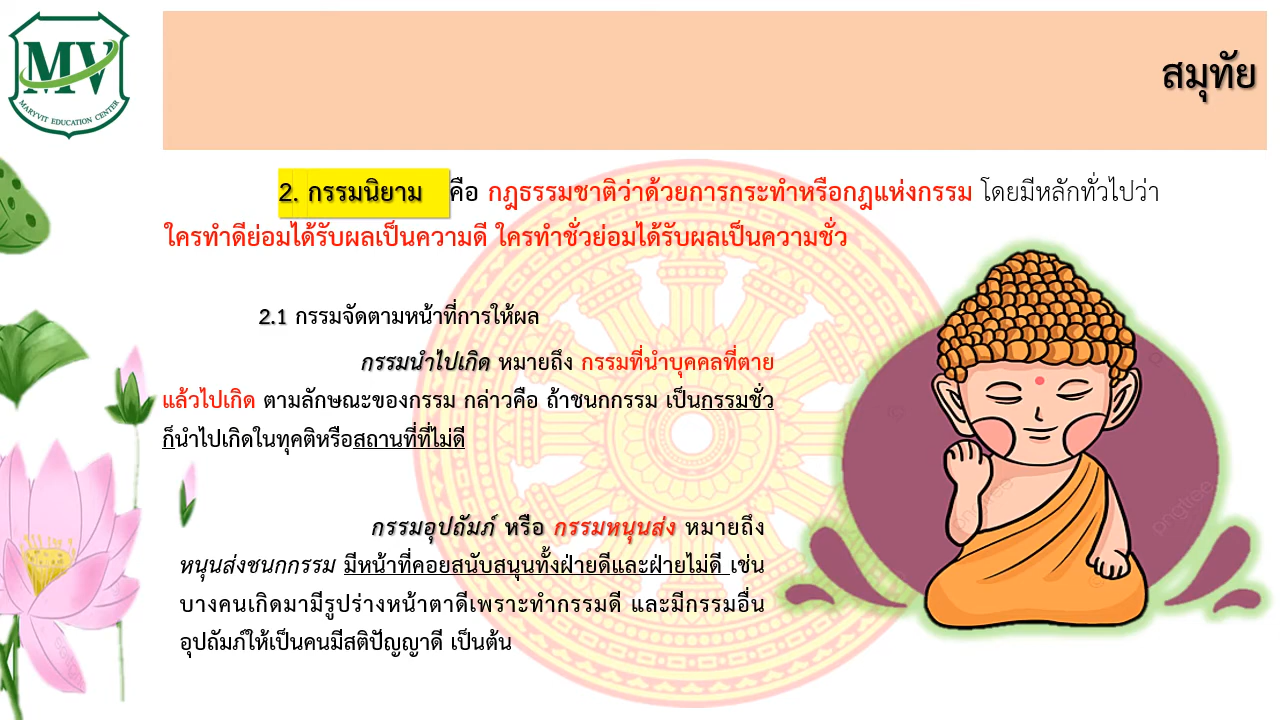 MV
MARYVIT EDUCATION CENTER
สมุทัย
2. กรรมนิยาม คือ กฎธรรมชาติว่าด้วยการกระทำหรือกฎแห่งกรรม โดยมีหลักทั่วไปว่า
ใครทำดีย่อมได้รับผลเป็นความดี ใครทำชั่วย่อมได้รับผลเป็นความชั่ว
2.1 กรรมจัดตามหน้าที่การให้ผล
กรรมนำไปเกิด หมายถึง กรรมที่นำบุคคลที่ตาย
แล้วไปเกิด ตามลักษณะของกรรม กล่าวคือ ถ้าชนกกรรม เป็นกรรมชั่ว
ก็นำไปเกิดในทุคติหรือสถานที่ที่ไม่ดี
กรรมอุปถัมภ์ หรือ กรรมหนุนส่ง หมายถึง
หนุนส่งชนกกรรม มีหน้าที่คอยสนับสนุนทั้งฝ่ายดีและฝ่ายไม่ดี เช่น
บางคนเกิดมามีรูปร่างหน้าตาดีเพราะทำกรรมดี และมีกรรมอื่น
อุปถัมภ์ให้เป็นคนมีสติปัญญาดี เป็นต้น
pngtree